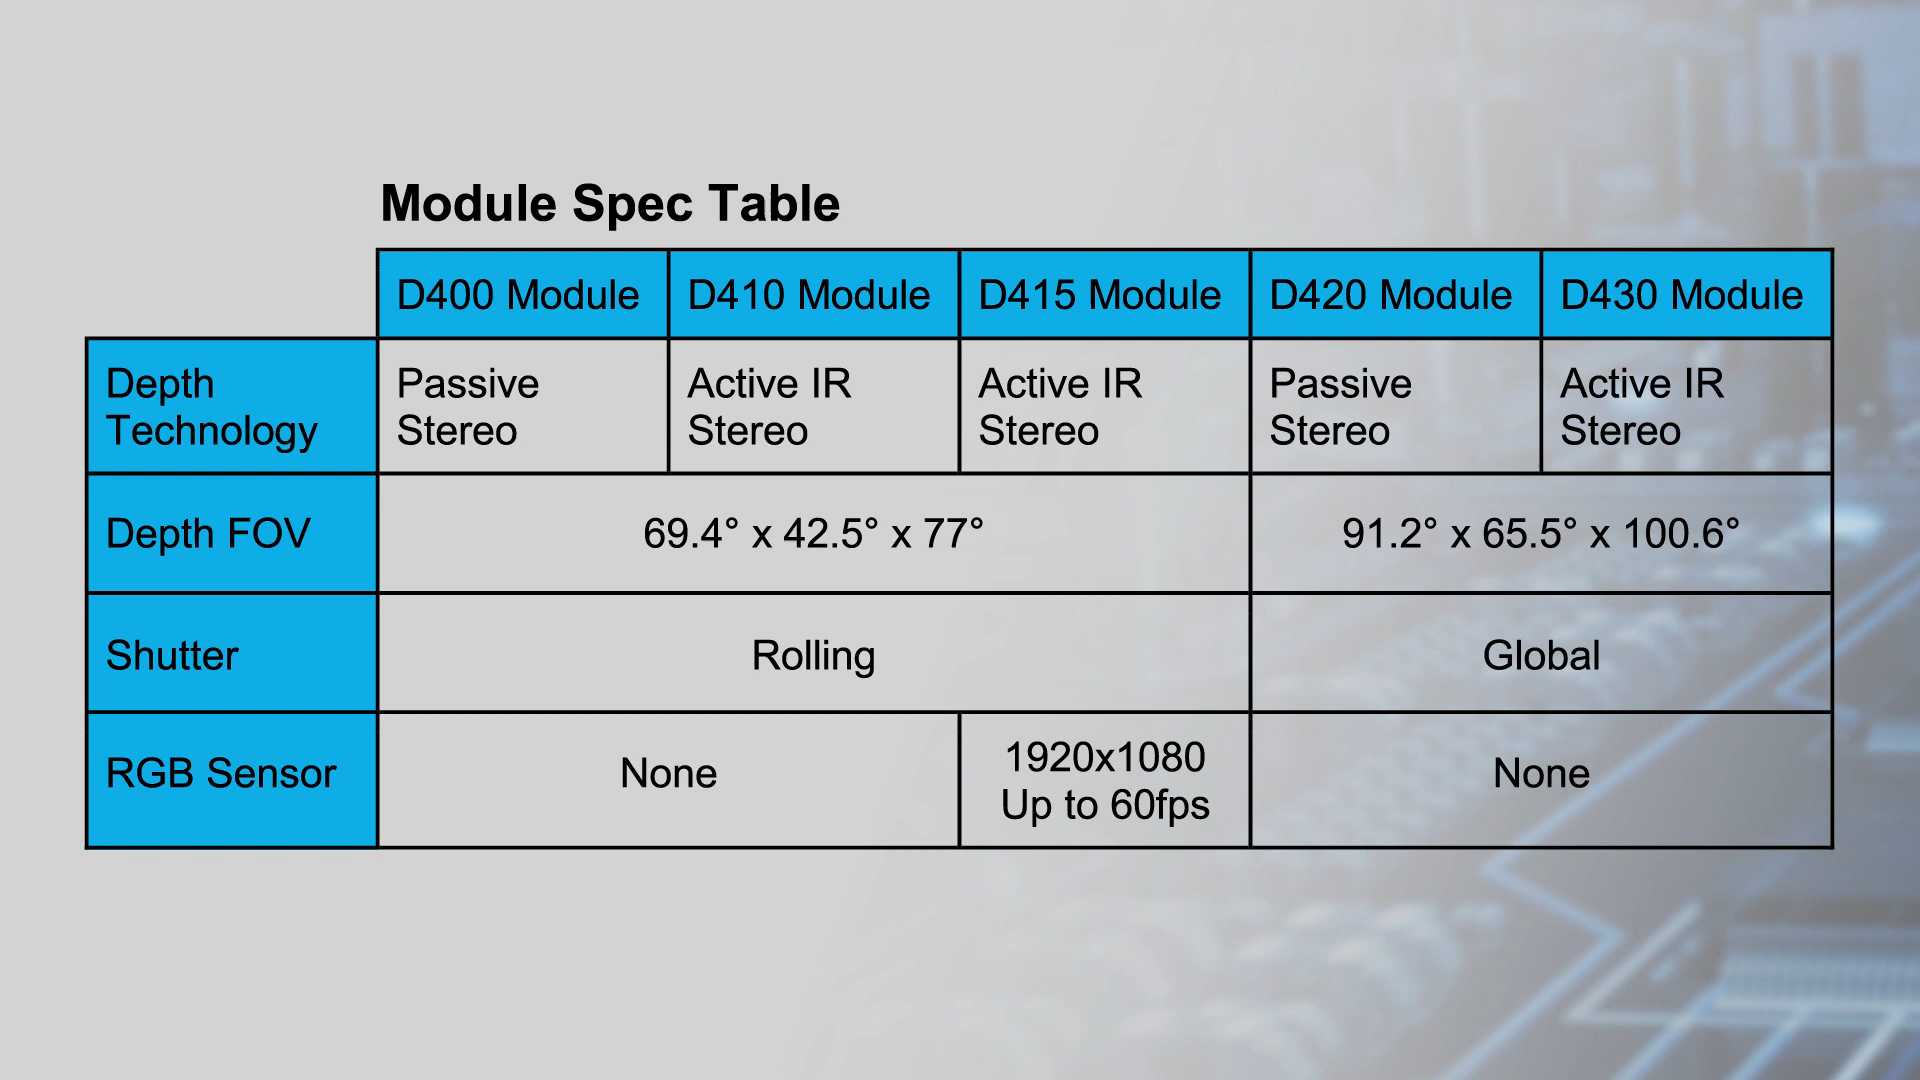 Module Spec Table
D400 Module D410 Module D415 Module D420 Module D430 Module
Depth Technology Passive Stereo Active IR Stereo Active IR Stereo Passive Stereo Active IR Stereo
Depth FOV 69.4° x 42.5° x 77° 91.2° x 65.5° x 100.6°
Shutter Rolling Global
RGB Sensor None 1920x1080 Up to 60fps None